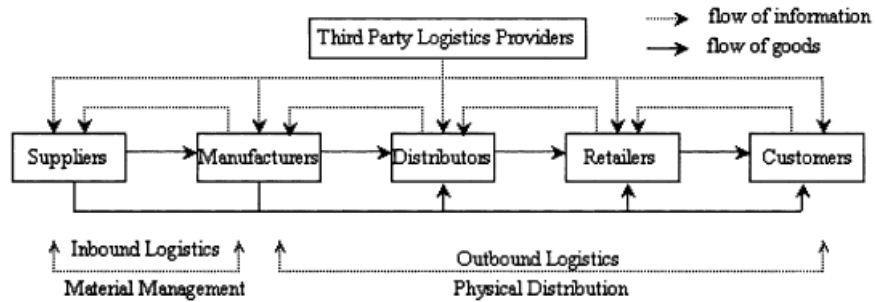 flow of information
Third Party Logistics Providers
flow of goods
Suppliers
Manufacturers
Distributors
Retailers
Customers
Inbound Logistics
Outbound Logistics
Material Management
Physical Distribution